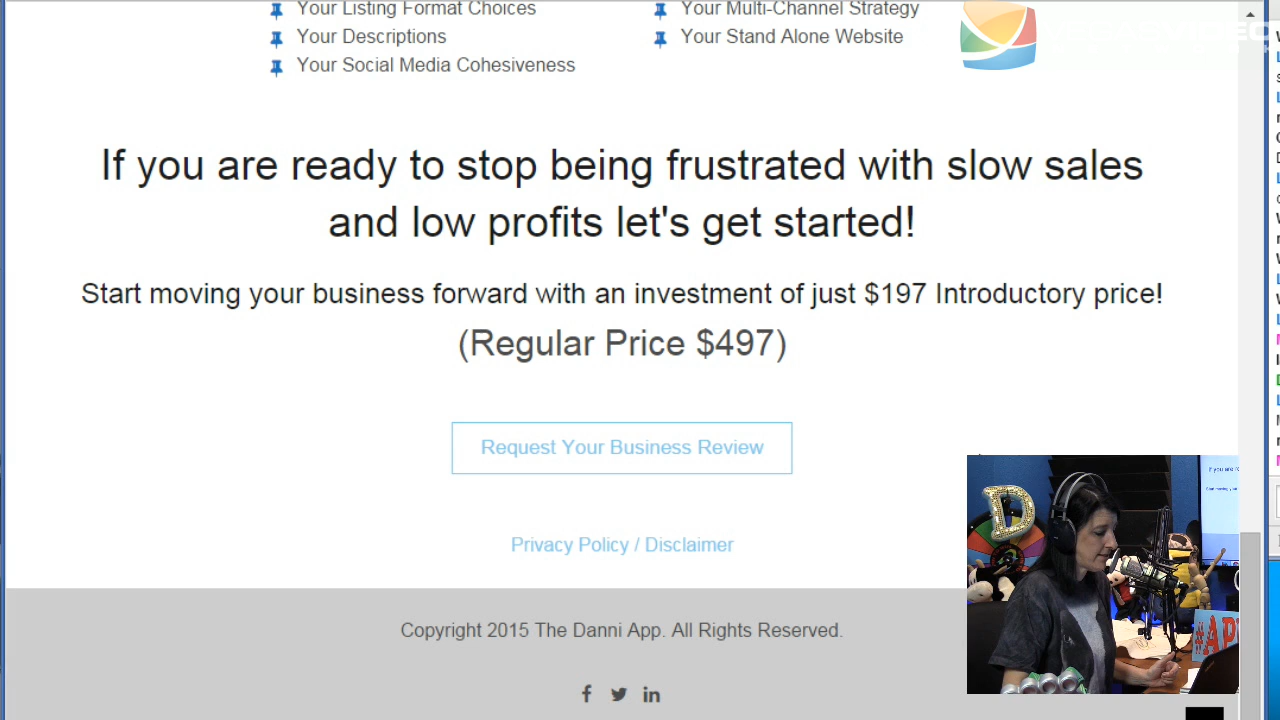 Your Listing Format Choices
Your Multi-Channel Strategy
Your Descriptions
Your Stand Alone Website
Your Social Media Cohesiveness
If you are ready to stop being frustrated with slow sales
and low profits let's get started!
Start moving your business forward with an investment of just $197 Introductory price!
(Regular Price $497)
Request Your Business Review
Privacy Policy / Disclaimer
Copyright 2015 The Danni App. All Rights Reserved.
D
#AP